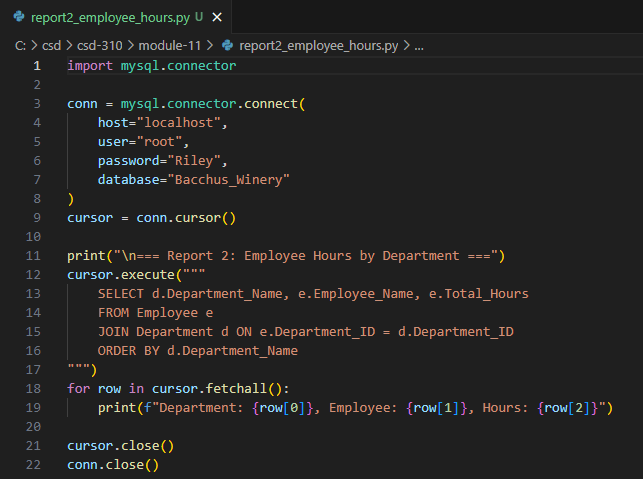 report2_employee_hours.py U ×
C: > csd > csd-310 > module-11 > report2_employee_hours.py > ...
1 import mysql.connector
2
3 conn = mysql.connector.connect(
4     host="localhost",
5     user="root",
6     password="Riley",
7     database="Bacchus_Winery"
8 )
9 cursor = conn.cursor()
10
11 print("\n=== Report 2: Employee Hours by Department ===")
12 cursor.execute("""
13     SELECT d.Department_Name, e.Employee_Name, e.Total_Hours
14     FROM Employee e
15     JOIN Department d ON e.Department_ID = d.Department_ID
16     ORDER BY d.Department_Name
17 """)
18 for row in cursor.fetchall():
19     print(f"Department: {row[0]}, Employee: {row[1]}, Hours: {row[2]}")
20
21 cursor.close()
22 conn.close()